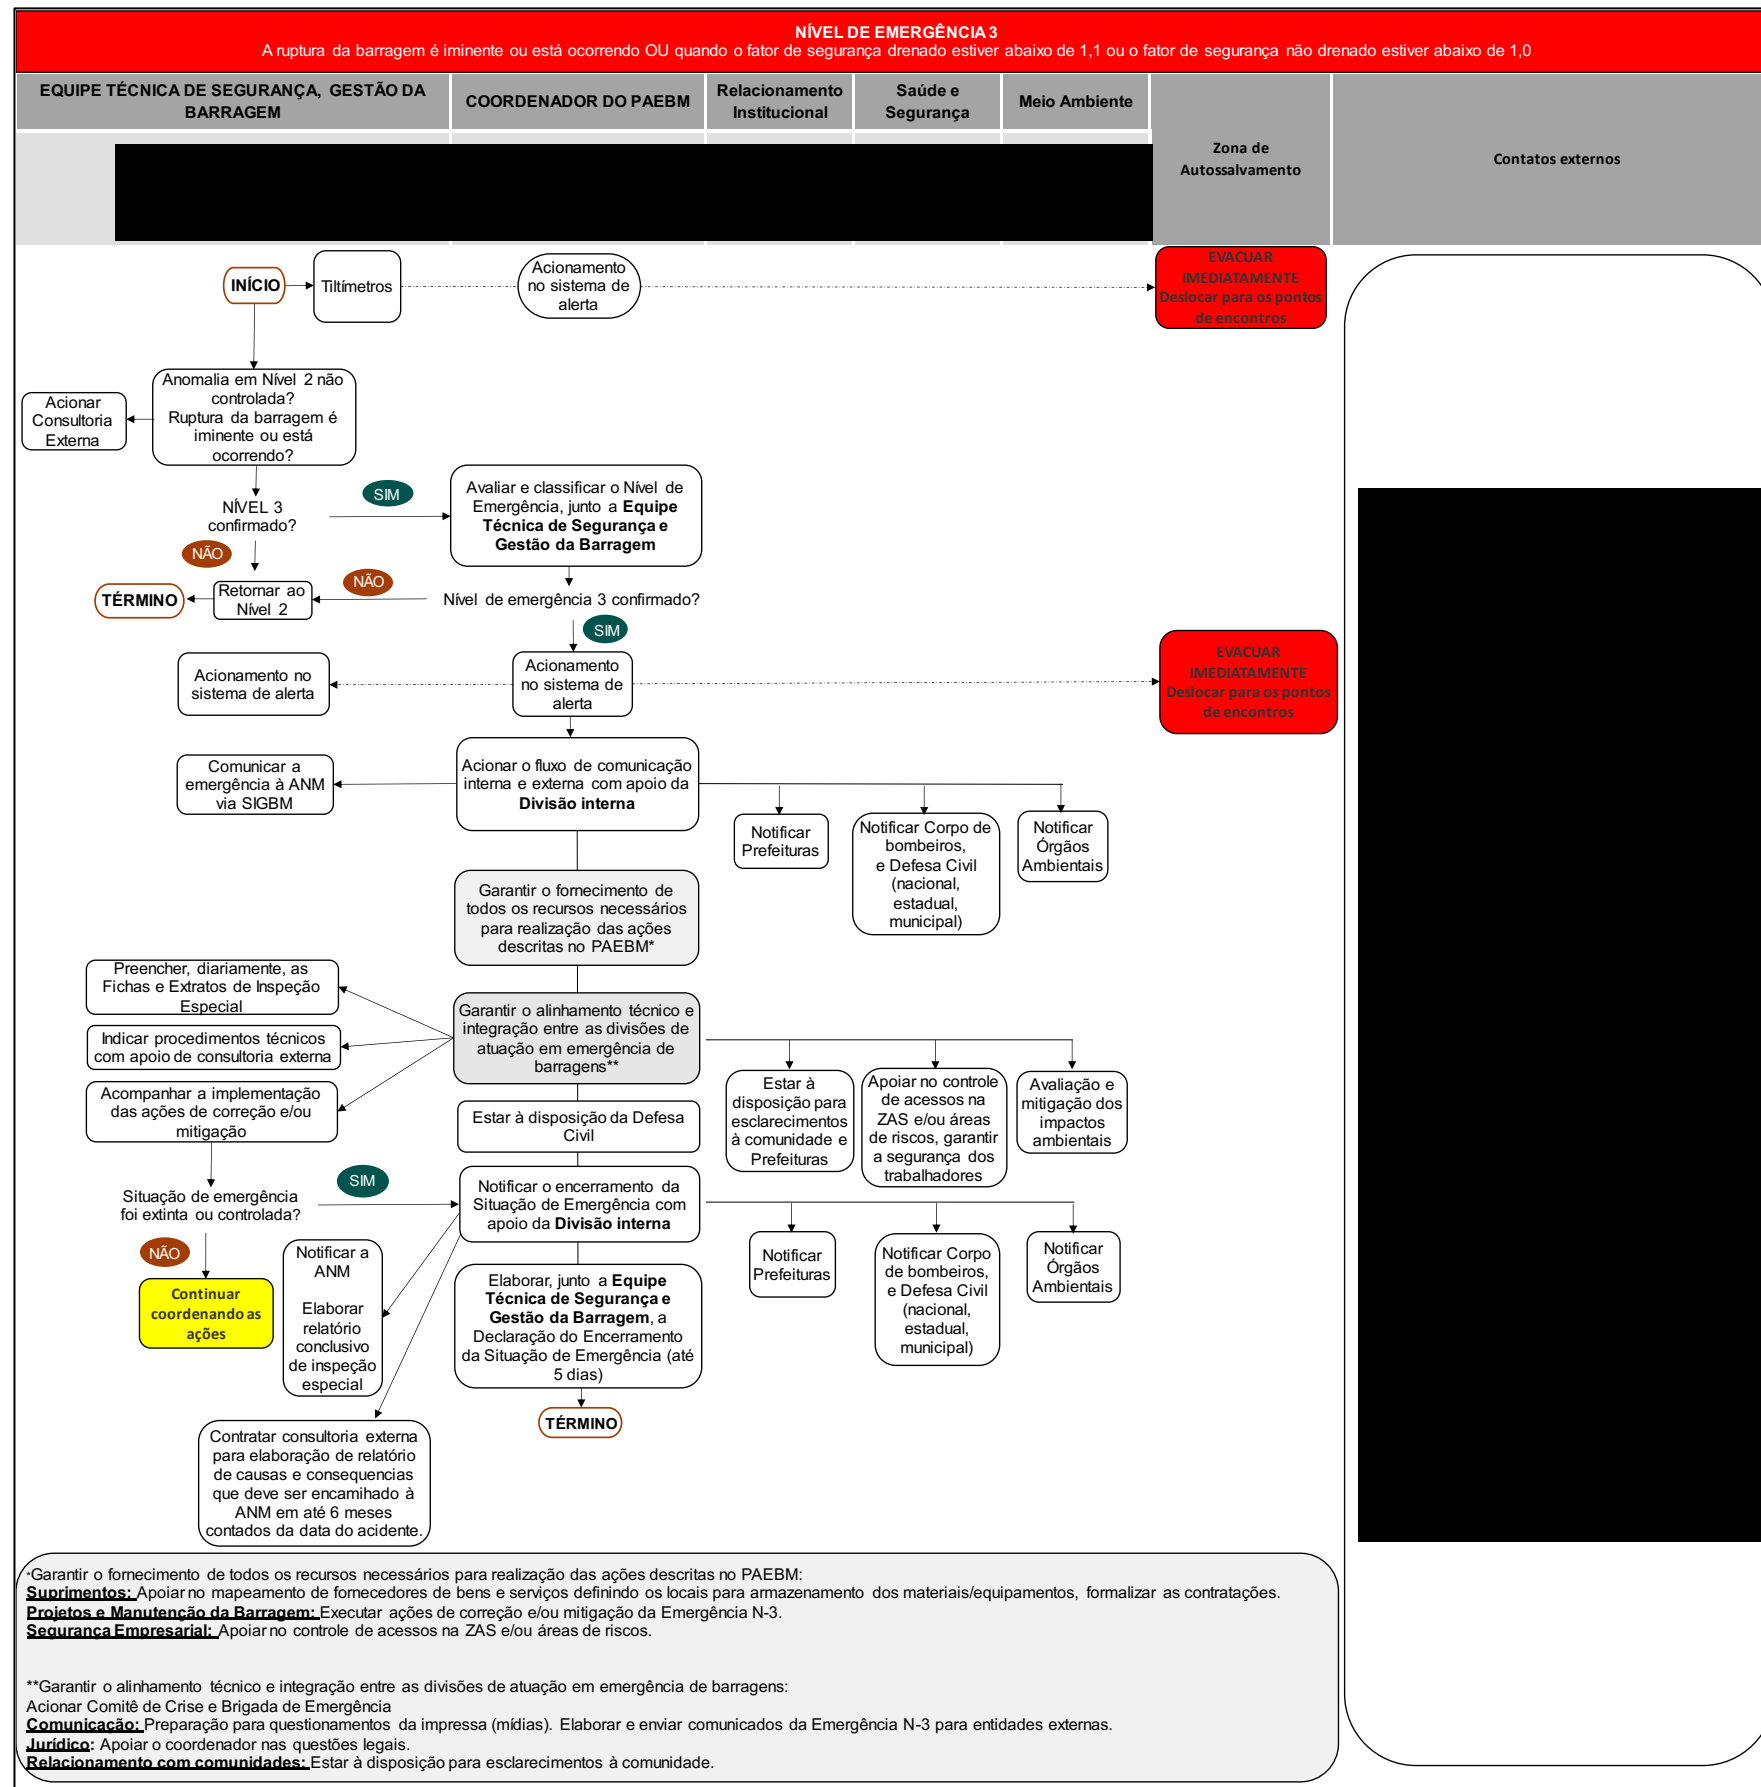 NÍVEL DE EMERGÊNCIA 3
A ruptura da barragem é iminente ou está ocorrendo OU quando o fator de segurança drenado estiver abaixo de 1,1 ou o fator de segurança não drenado estiver abaixo de 1,0
EQUIPE TÉCNICA DE SEGURANÇA, GESTÃO DA
BARRAGEM
COORDENADOR DO PAEBM
Relacionamento
Institucional
Saúde e
Segurança
Meio Ambiente
Zona de
Autossalvamento
Contatos externos
INÍCIO
Tiltímetros
Acionamento
no sistema de
alerta
EVACUAR
IMEDIATAMENTE
Deslocar para os pontos
de encontros
Anomalia em Nível 2 não
controlada?
Ruptura da barragem é
iminente ou está
ocorrendo?
Acionar
Consultoria
Externa
NÍVEL 3
confirmado?
SIM
Avaliar e classificar o Nível de
Emergência, junto a Equipe
Técnica de Segurança e
Gestão da Barragem
NÃO
TÉRMINO
Retornar ao
Nível 2
NÃO
Nível de emergência 3 confirmado?
SIM
Acionamento no
sistema de alerta
Acionamento
no sistema de
alerta
EVACUAR
IMEDIATAMENTE
Deslocar para os pontos
de encontros
Comunicar a
emergência à ANM
via SIGBM
Acionar o fluxo de comunicação
interna e externa com apoio da
Divisão interna
Notificar
Prefeituras
Notificar Corpo de
bombeiros,
e Defesa Civil
(nacional,
estadual,
municipal)
Notificar
Órgãos
Ambientais
Garantir o fornecimento de
todos os recursos necessários
para realização das ações
descritas no PAEBM*
Preencher, diariamente, as
Fichas e Extratos de Inspeção
Especial
Indicar procedimentos técnicos
com apoio de consultoria externa
Acompanhar a implementação
das ações de correção e/ou
mitigação
Garantir o alinhamento técnico e
integração entre as divisões de
atuação em emergência de
barragens**
Estar à
disposição para
esclarecimentos
à comunidade e
Prefeituras
Apoiar no controle
de acessos na
ZAS e/ou áreas
de riscos, garantir
a segurança dos
trabalhadores
Avaliação e
mitigação dos
impactos
ambientais
Estar à disposição da Defesa
Civil
Situação de emergência
foi extinta ou controlada?
SIM
Notificar o encerramento da
Situação de Emergência com
apoio da Divisão interna
NÃO
Continuar
coordenando as
ações
Notificar a
ANM
Elaborar
relatório
conclusivo
de inspeção
especial
Elaborar, junto a Equipe
Técnica de Segurança e
Gestão da Barragem, a
Declaração do Encerramento
da Situação de Emergência (até
5 dias)
Notificar
Prefeituras
Notificar Corpo
de bombeiros,
e Defesa Civil
(nacional,
estadual,
municipal)
Notificar
Órgãos
Ambientais
TÉRMINO
Contratar consultoria externa
para elaboração de relatório
de causas e consequencias
que deve ser encamihado à
ANM em até 6 meses
contados da data do acidente.
*Garantir o fornecimento de todos os recursos necessários para realização das ações descritas no PAEBM:
Suprimentos: Apoiar no mapeamento de fornecedores de bens e serviços definindo os locais para armazenamento dos materiais/equipamentos, formalizar as contratações.
Projetos e Manutenção da Barragem: Executar ações de correção e/ou mitigação da Emergência N-3.
Segurança Empresarial: Apoiar no controle de acessos na ZAS e/ou áreas de riscos.
**Garantir o alinhamento técnico e integração entre as divisões de atuação em emergência de barragens:
Acionar Comitê de Crise e Brigada de Emergência
Comunicação: Preparação para questionamentos da impressa (mídias). Elaborar e enviar comunicados da Emergência N-3 para entidades externas.
Jurídico: Apoiar o coordenador nas questões legais.
Relacionamento com comunidades: Estar à disposição para esclarecimentos à comunidade.